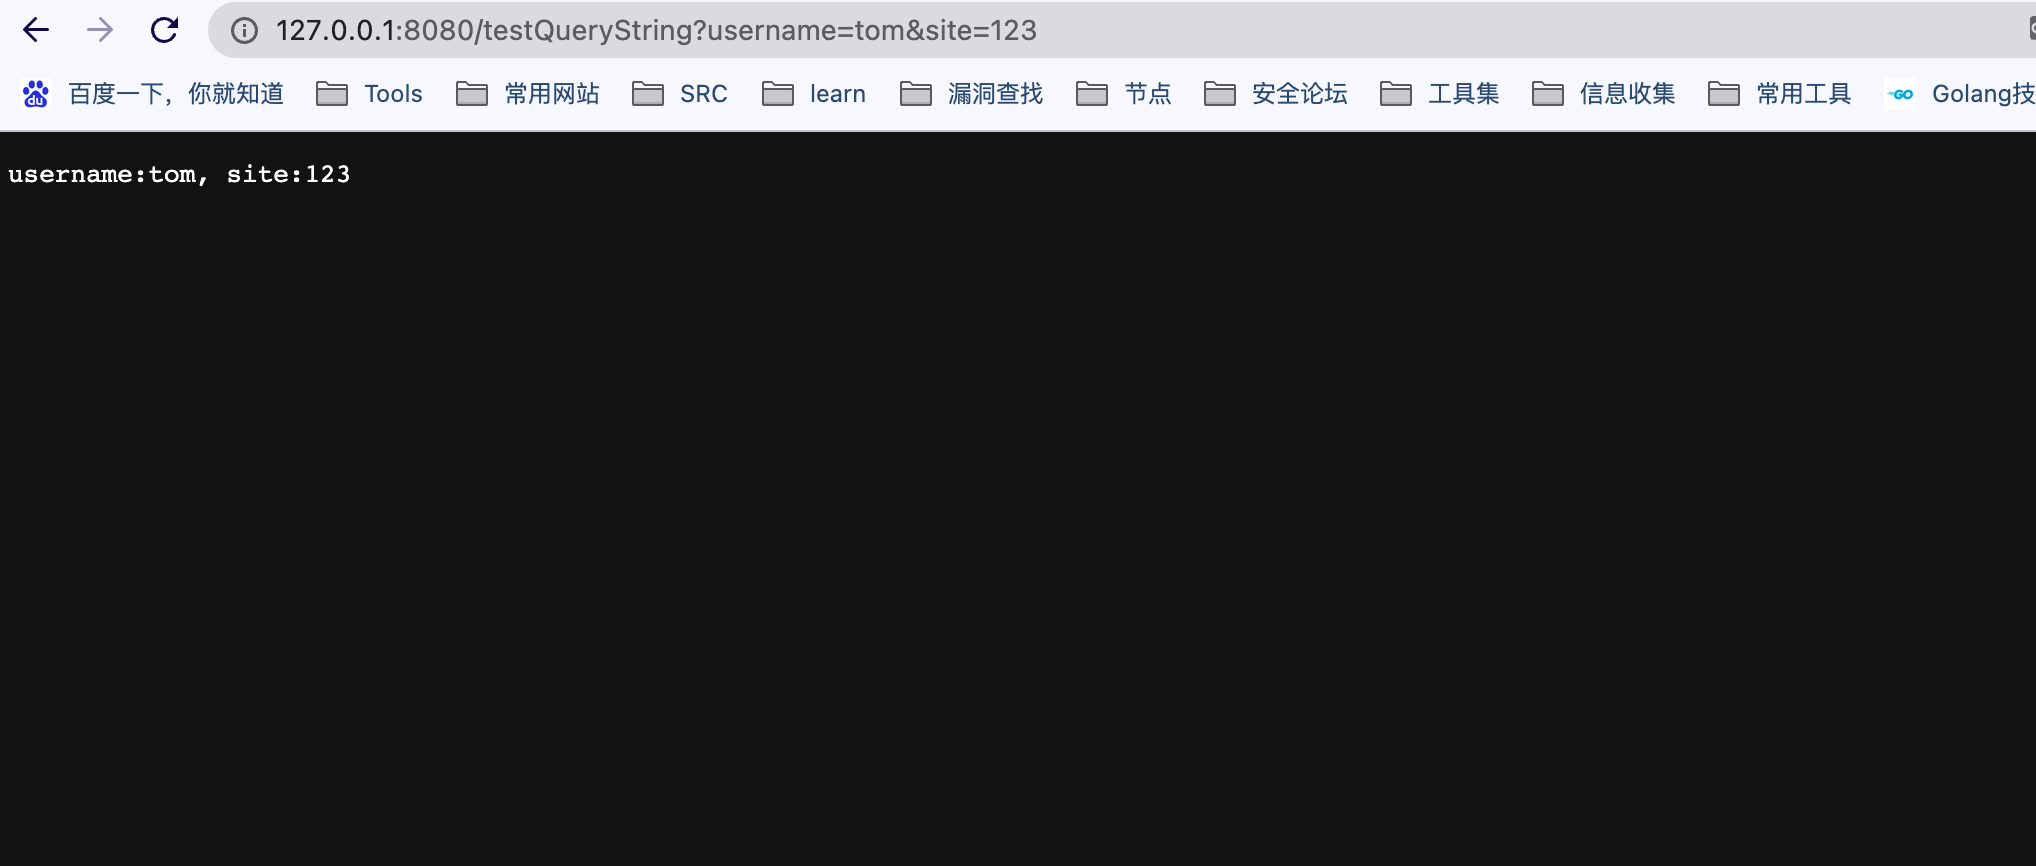 127.0.0.1:8080/testQueryString?username=tom&site=123
百度一下，你就知道 Tools 常用网站 SRC learn 漏洞查找 节点 安全论坛 工具集 信息收集 常用工具 GO Golang技
username:tom, site:123